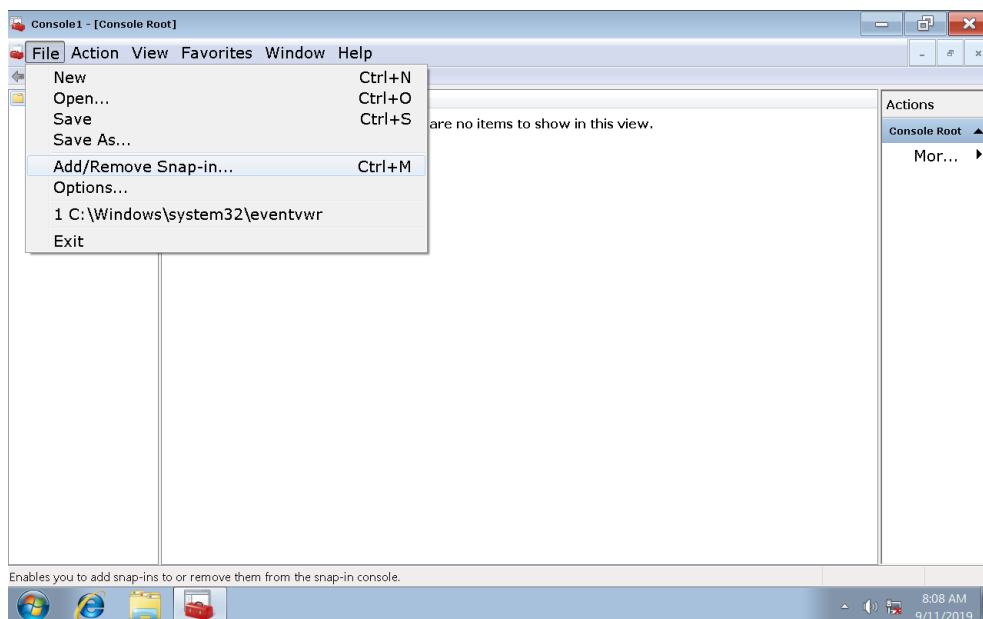 Console1 - [Console Root]
File Action View Favorites Window Help
New Ctrl+N
Open... Ctrl+O
Save Ctrl+S
Save As...
Add/Remove Snap-in... Ctrl+M
Options...
1 C:\Windows\system32\eventvwr
Exit
are no items to show in this view.
Actions
Console Root
Mor...
Enables you to add snap-ins to or remove them from the snap-in console.
8:08 AM
9/11/2019